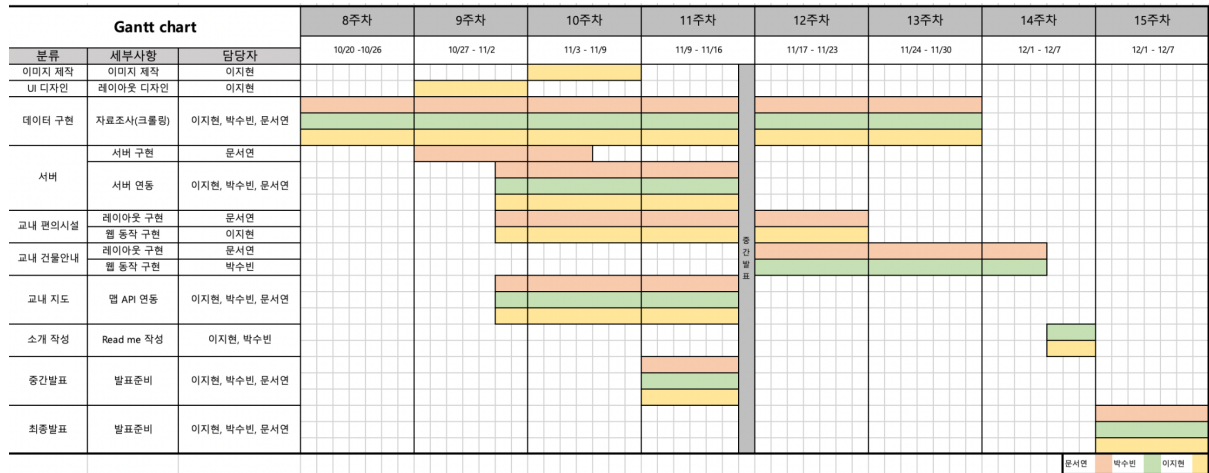 Gantt chart
8주차 9주차 10주차 11주차 12주차 13주차 14주차 15주차
10/20 -10/26 10/27 - 11/2 11/3 - 11/9 11/9 - 11/16 11/17 - 11/23 11/24 - 11/30 12/1 - 12/7 12/1 - 12/7
분류 세부사항 담당자
이미지 제작 이미지 제작 이지현
UI 디자인 레이아웃 디자인 이지현
데이터 구현 자료조사(크롤링) 이지현, 박수빈, 문서연
서버 서버 구현 문서연
서버 연동 이지현, 박수빈, 문서연
교내 편의시설 레이아웃 구현 문서연
웹 동작 구현 이지현
교내 건물안내 레이아웃 구현 문서연
웹 동작 구현 박수빈
중간발표
교내 지도 맵 API 연동 이지현, 박수빈, 문서연
소개 작성 Read me 작성 이지현, 박수빈
중간발표 발표준비 이지현, 박수빈, 문서연
최종발표 발표준비 이지현, 박수빈, 문서연
문서연 박수빈 이지현